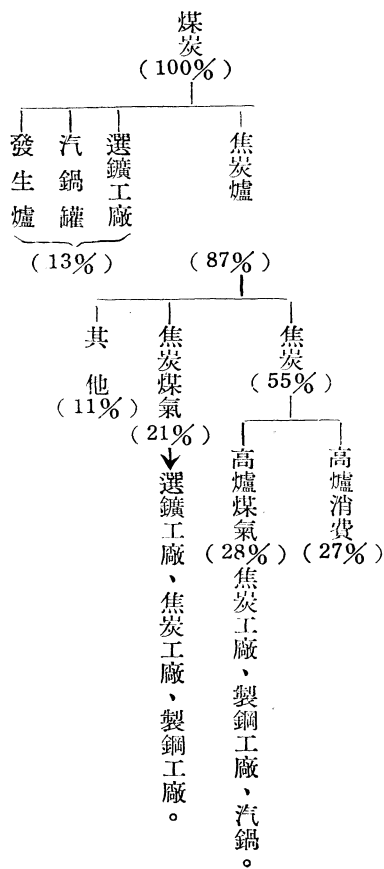 煤炭
(100%)
焦炭爐
選鑛工廠
汽鍋罐
發生爐
(87%)
(13%)
焦炭
(55%)
焦炭煤氣
(21%)
選鑛工廠、焦炭工廠、製鋼工廠。
其他
(11%)
高爐消費
(27%)
高爐煤氣
(28%)
焦炭工廠、製鋼工廠、汽鍋。